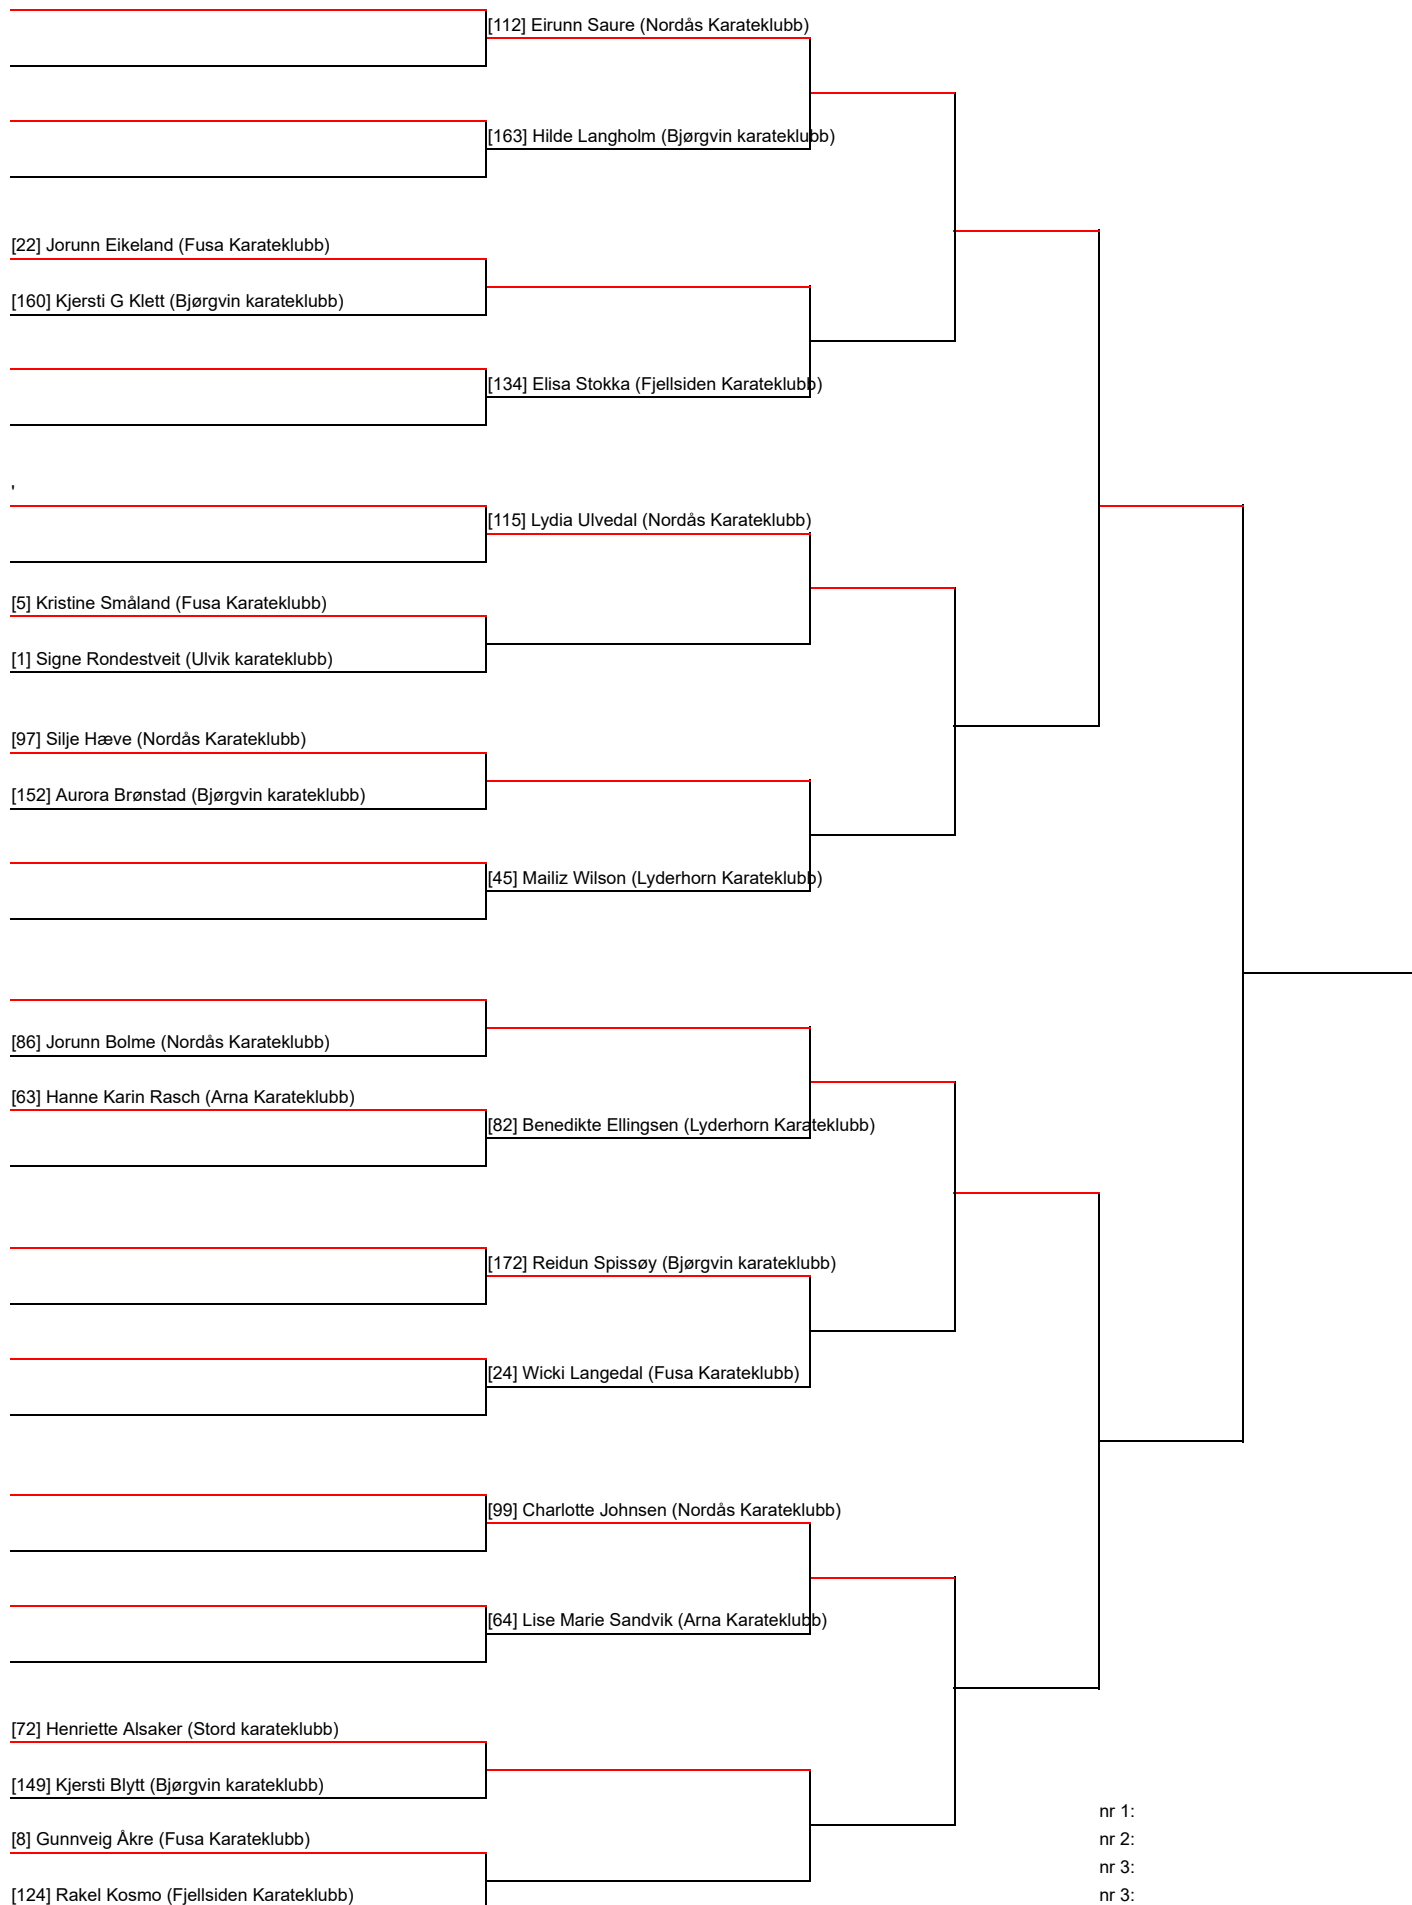 [112] Eirunn Saure (Nordås Karateklubb)
[163] Hilde Langholm (Bjørgvin karateklubb)
[22] Jorunn Eikeland (Fusa Karateklubb)
[160] Kjersti G Klett (Bjørgvin karateklubb)
[134] Elisa Stokka (Fjellsiden Karateklubb)
'
[115] Lydia Ulvedal (Nordås Karateklubb)
[5] Kristine Småland (Fusa Karateklubb)
[1] Signe Rondestveit (Ulvik karateklubb)
[97] Silje Hæve (Nordås Karateklubb)
[152] Aurora Brønstad (Bjørgvin karateklubb)
[45] Mailiz Wilson (Lyderhorn Karateklubb)
[86] Jorunn Bolme (Nordås Karateklubb)
[63] Hanne Karin Rasch (Arna Karateklubb)
[82] Benedikte Ellingsen (Lyderhorn Karateklubb)
[172] Reidun Spissøy (Bjørgvin karateklubb)
[24] Wicki Langedal (Fusa Karateklubb)
[99] Charlotte Johnsen (Nordås Karateklubb)
[64] Lise Marie Sandvik (Arna Karateklubb)
[72] Henriette Alsaker (Stord karateklubb)
[149] Kjersti Blytt (Bjørgvin karateklubb)
[8] Gunnveig Åkre (Fusa Karateklubb)
[124] Rakel Kosmo (Fjellsiden Karateklubb)
nr 1:
nr 2:
nr 3:
nr 3: